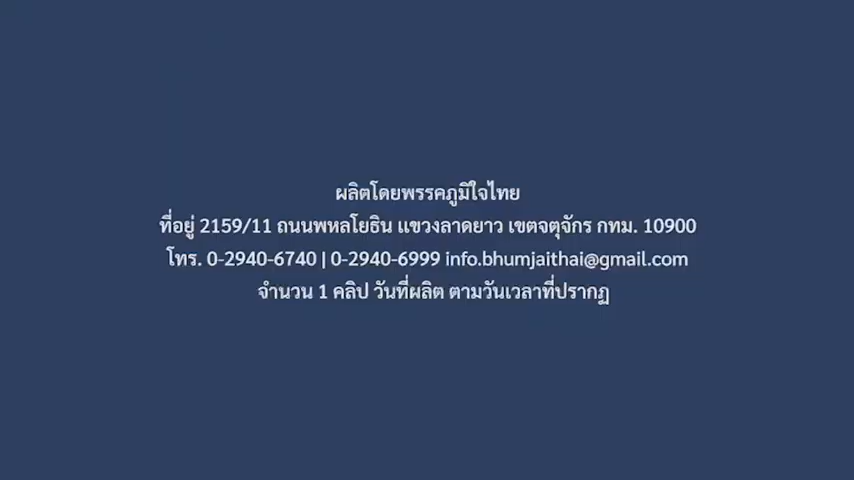 ผลิตโดยพรรคภูมิใจไทย
ที่อยู่ 2159/11 ถนนพหลโยธิน แขวงลาดยาว เขตจตุจักร กทม. 10900
โทร. 0-2940-6740 | 0-2940-6999 info.bhumjaithai@gmail.com
จำนวน 1 คลิป วันที่ผลิต ตามวันเวลาที่ปรากฏ